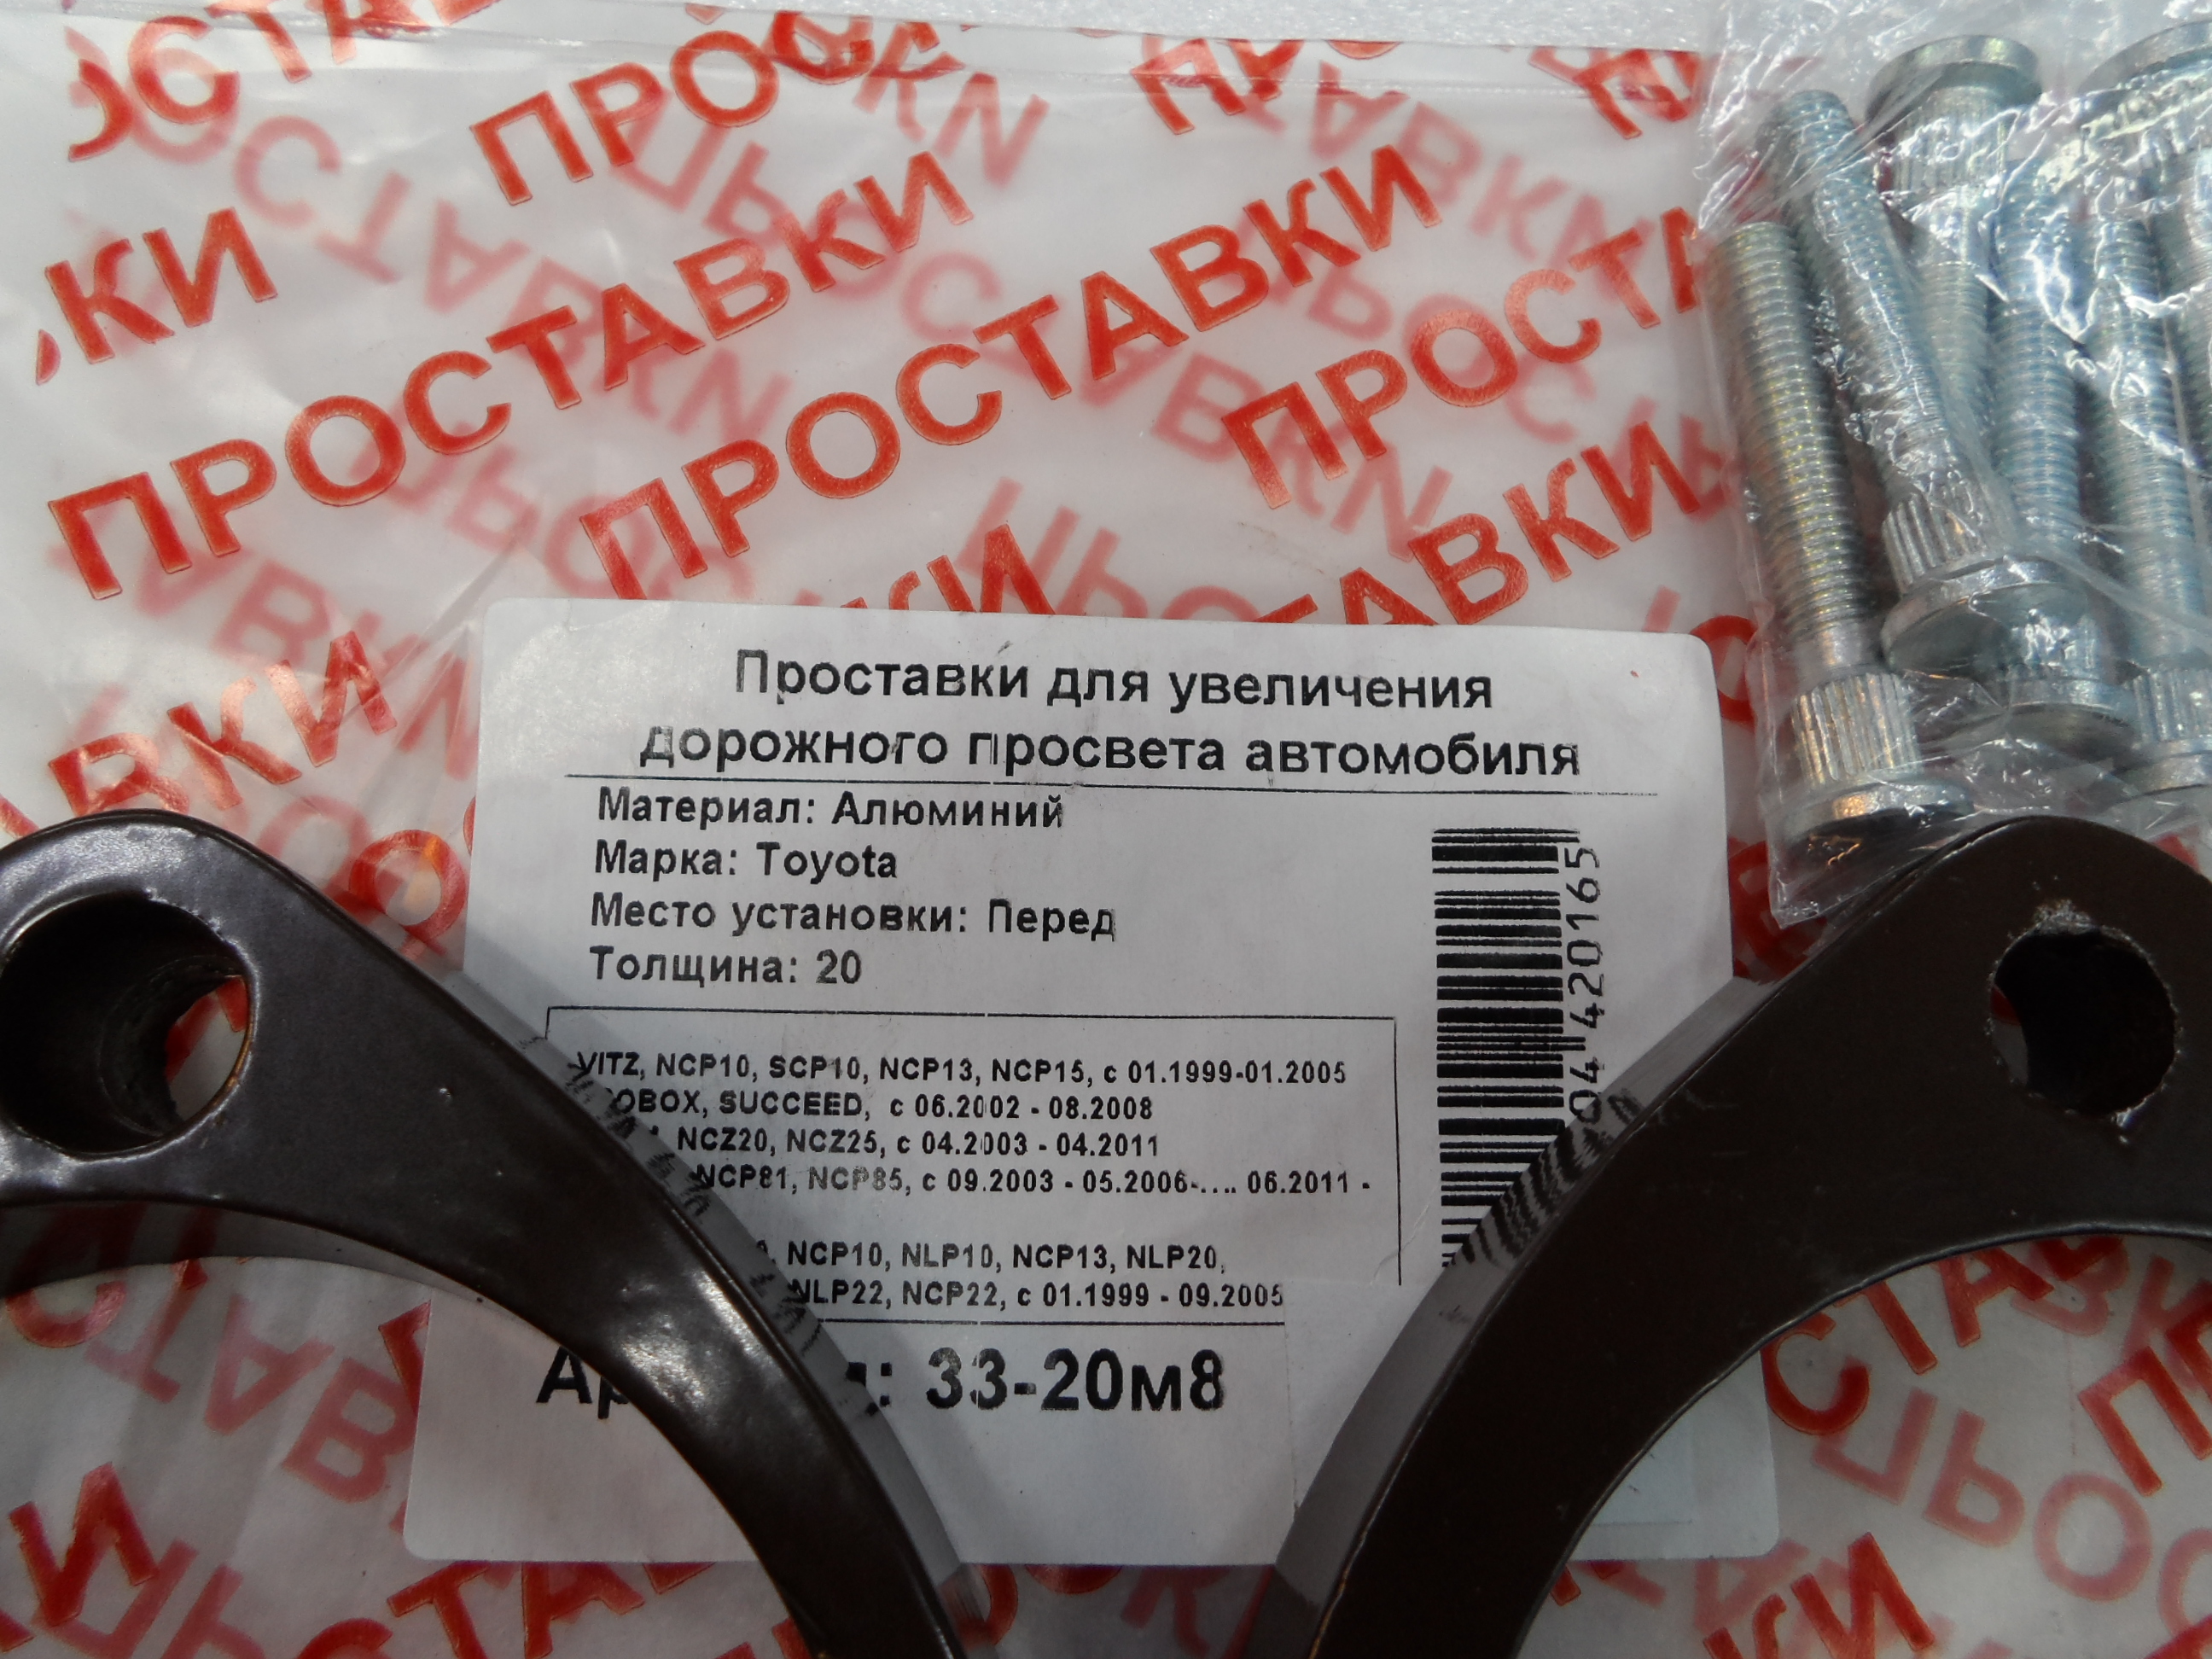 ПРОСТАВКИ
ПРОСТАВКИ
Проставки для увеличения
дорожного просвета автомобиля
Материал: Алюминий
Марка: Toyota
Место установки: Перед
Толщина: 20
VITZ, NCP10, SCP10, NCP13, NCP15, с 01.1999-01.2005
SUCCEED, с 06.2002 - 08.2008
NCZ20, NCZ25, с 04.2003 - 04.2011
NCP81, NCP85, с 09.2003 - 05.2006-.... 06.2011 -
NCP10, NLP10, NCP13, NLP20,
NLP22, NCP22, с 01.1999 - 09.2005
33-20м8
04420165